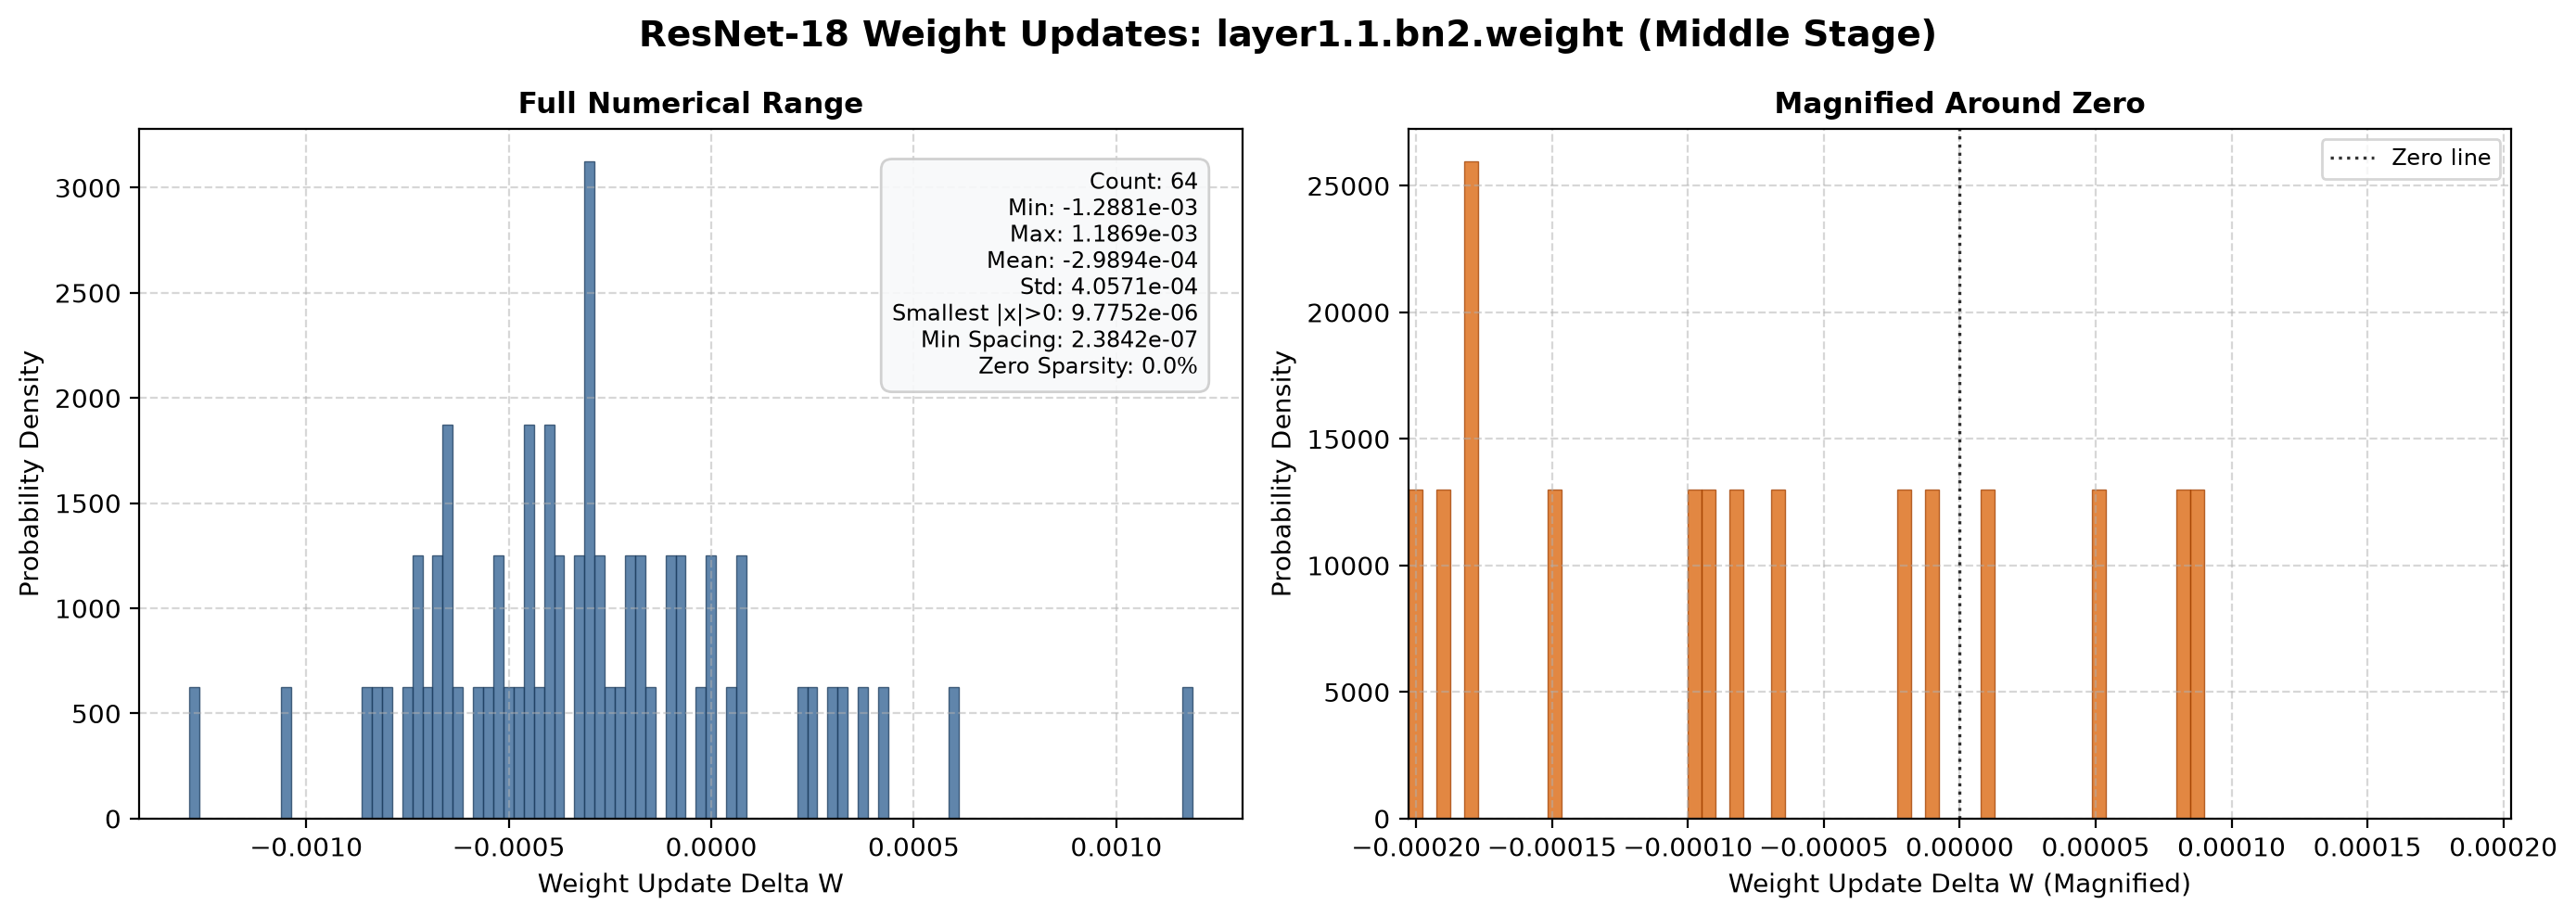 ResNet-18 Weight Updates: layer1.1.bn2.weight (Middle Stage)
Full Numerical Range
Probability Density
3000
2500
2000
1500
1000
500
0
Count: 64
Min: -1.2881e-03
Max: 1.1869e-03
Mean: -2.9894e-04
Std: 4.0571e-04
Smallest |x|>0: 9.7752e-06
Min Spacing: 2.3842e-07
Zero Sparsity: 0.0%
−0.0010 −0.0005 0.0000 0.0005 0.0010
Weight Update Delta W
Magnified Around Zero
Probability Density
25000
20000
15000
10000
5000
0
Zero line
−0.00020 −0.00015 −0.00010 −0.00005 0.00000 0.00005 0.00010 0.00015 0.00020
Weight Update Delta W (Magnified)